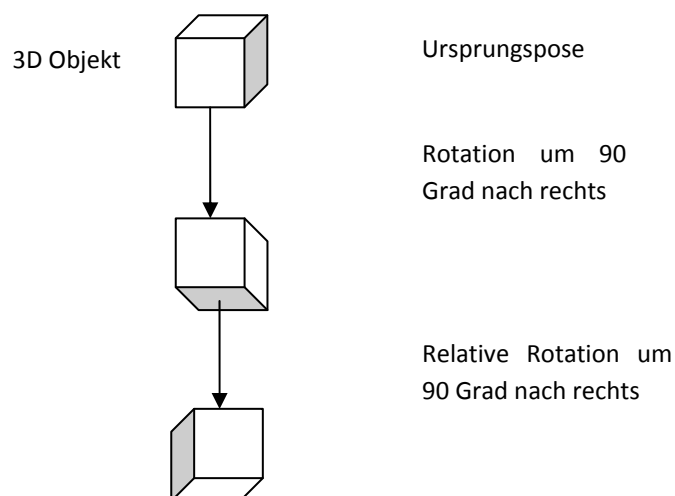 3D Objekt
Ursprungspose
Rotation um 90
Grad nach rechts
Relative Rotation um
90 Grad nach rechts